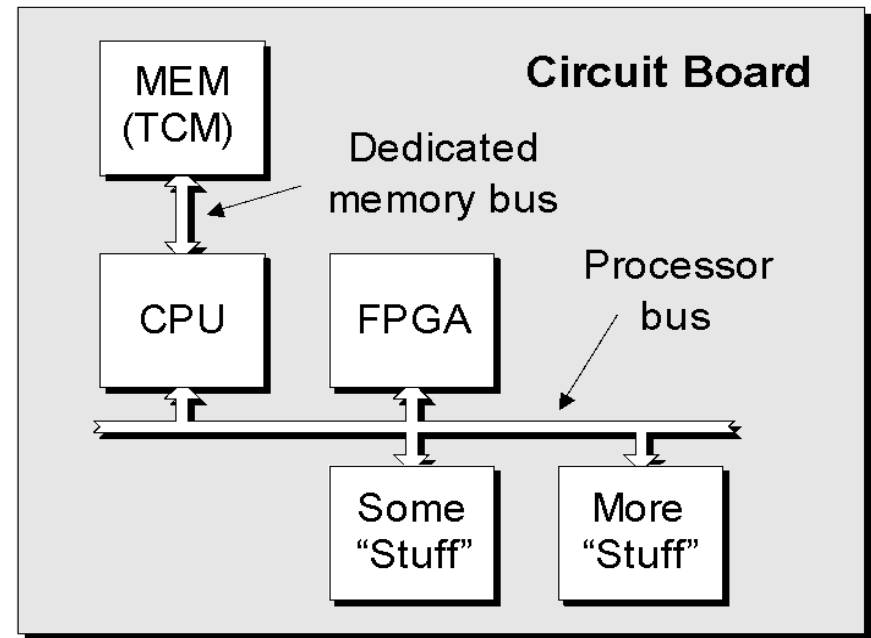 Circuit Board
MEM
(TCM)
Dedicated
memory bus
CPU
FPGA
Processor
bus
Some
“Stuff”
More
“Stuff”